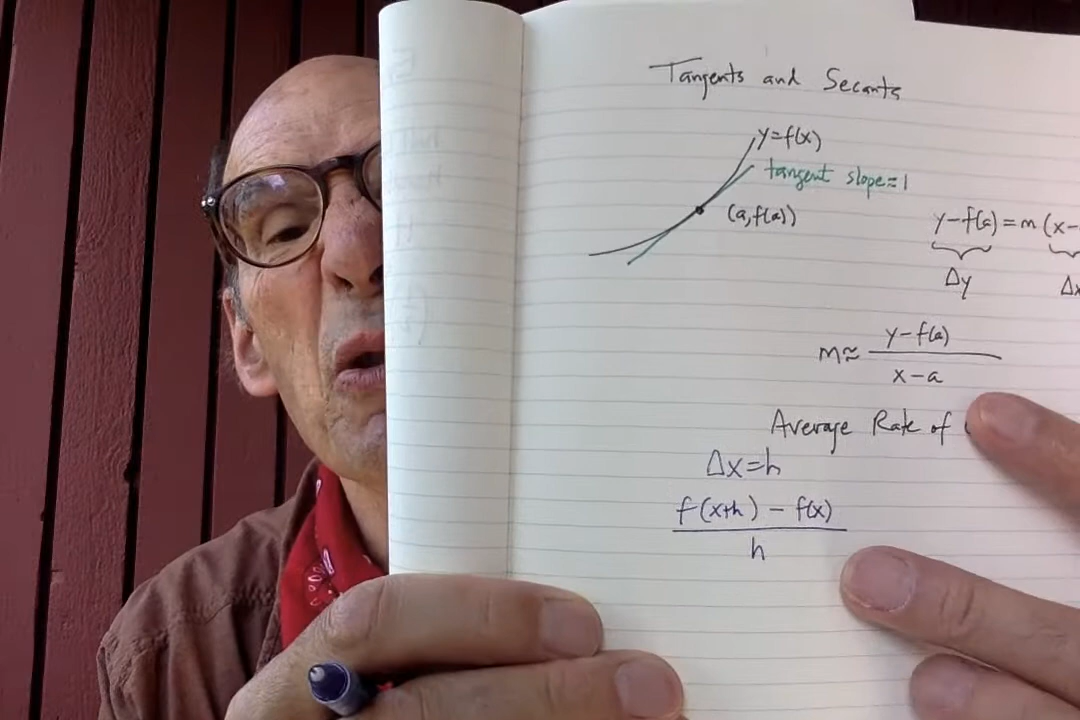 Tangents and Secants
y=f(x)
tangent slope=1
(a,f(a))
y-f(a)=m(x-
Δy
Δx
m≈ y-f(a)
x-a
Average Rate of
Δx=h
f(x+h)-f(x)
h